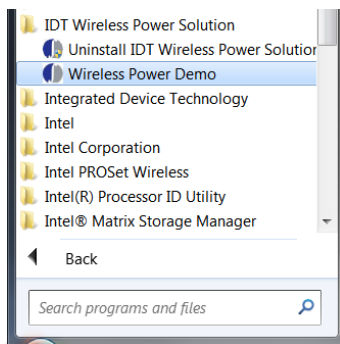 IDT Wireless Power Solution
Uninstall IDT Wireless Power Solution
Wireless Power Demo
Integrated Device Technology
Intel
Intel Corporation
Intel PROSet Wireless
Intel(R) Processor ID Utility
Intel® Matrix Storage Manager
Back
Search programs and files